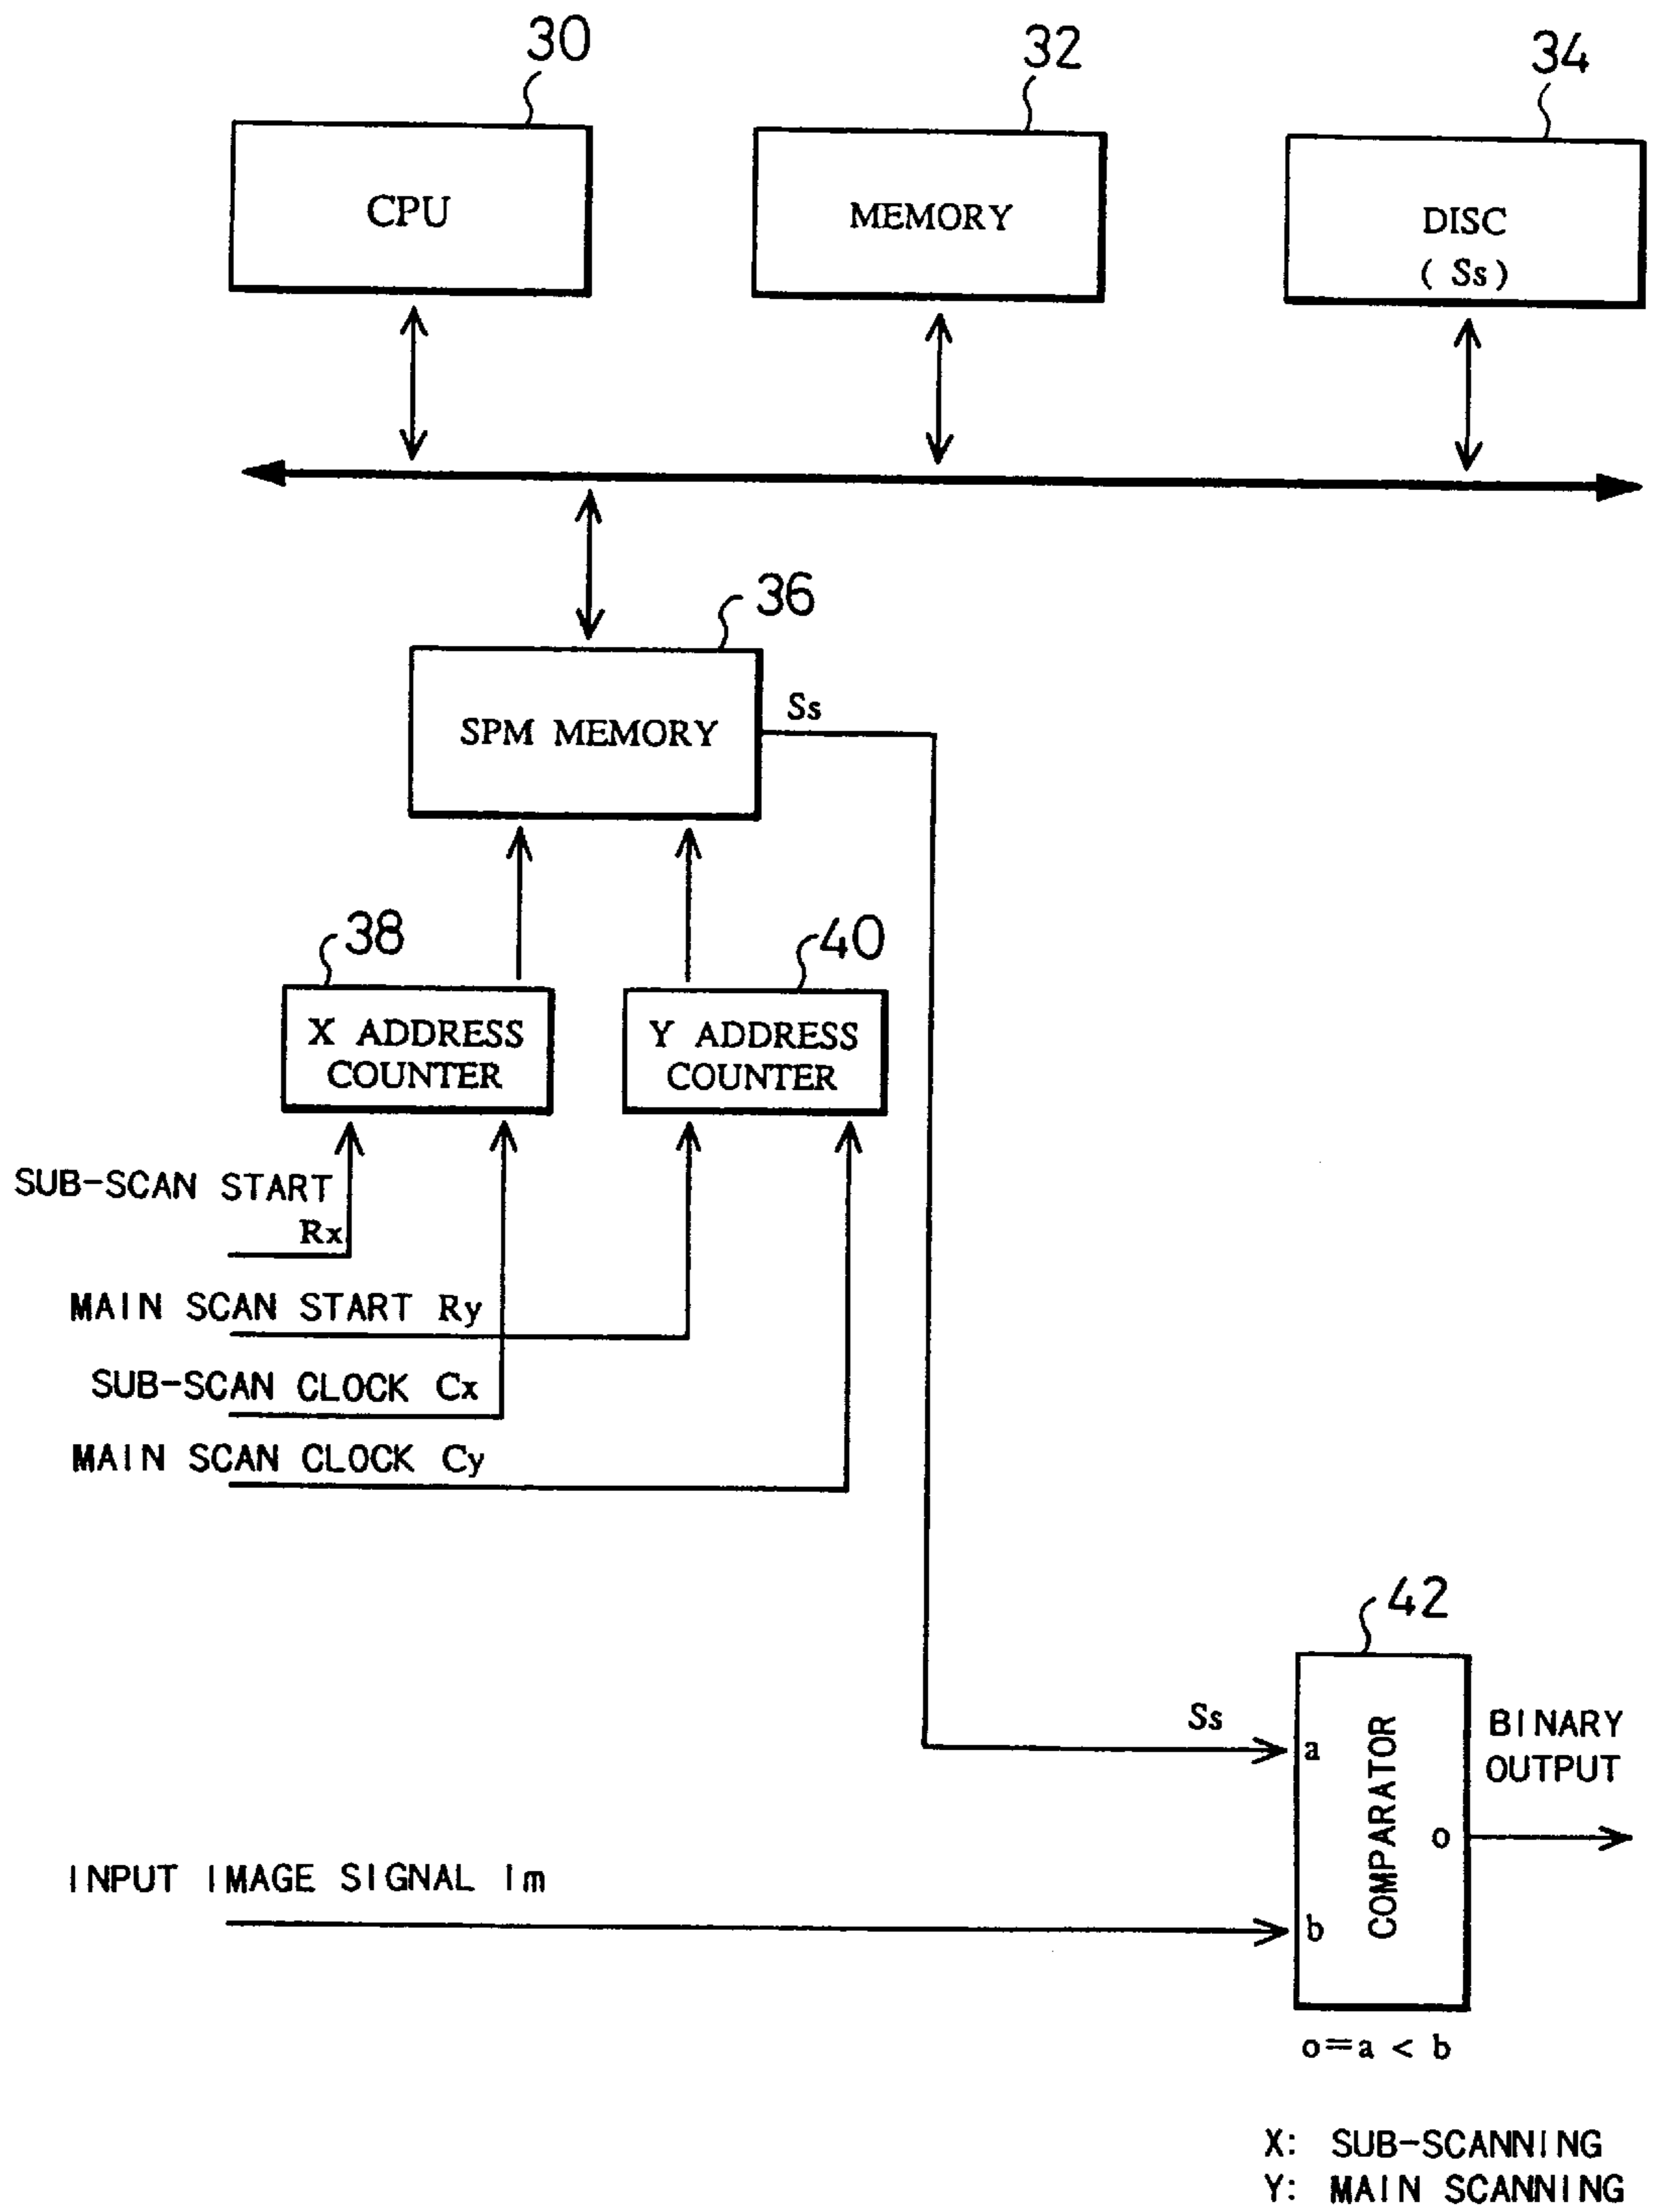 30
32
34
CPU
MEMORY
DISC
(Ss)
36
SPM MEMORY
Ss
38
40
X ADDRESS
COUNTER
Y ADDRESS
COUNTER
SUB-SCAN START
Rx
MAIN SCAN START Ry
SUB-SCAN CLOCK Cx
MAIN SCAN CLOCK Cy
42
Ss
a
COMPARATOR
BINARY
OUTPUT
o
INPUT IMAGE SIGNAL Im
b
o=a < b
X: SUB-SCANNING
Y: MAIN SCANNING